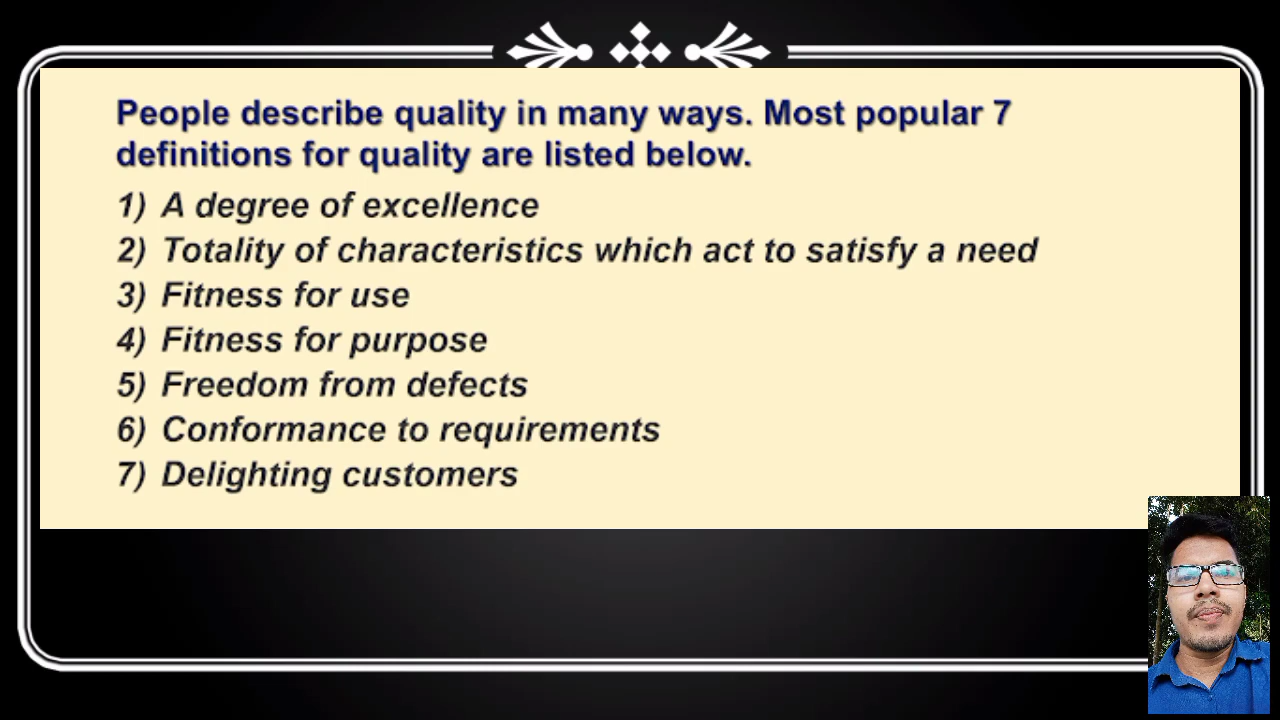 People describe quality in many ways. Most popular 7
definitions for quality are listed below.
1) A degree of excellence
2) Totality of characteristics which act to satisfy a need
3) Fitness for use
4) Fitness for purpose
5) Freedom from defects
6) Conformance to requirements
7) Delighting customers